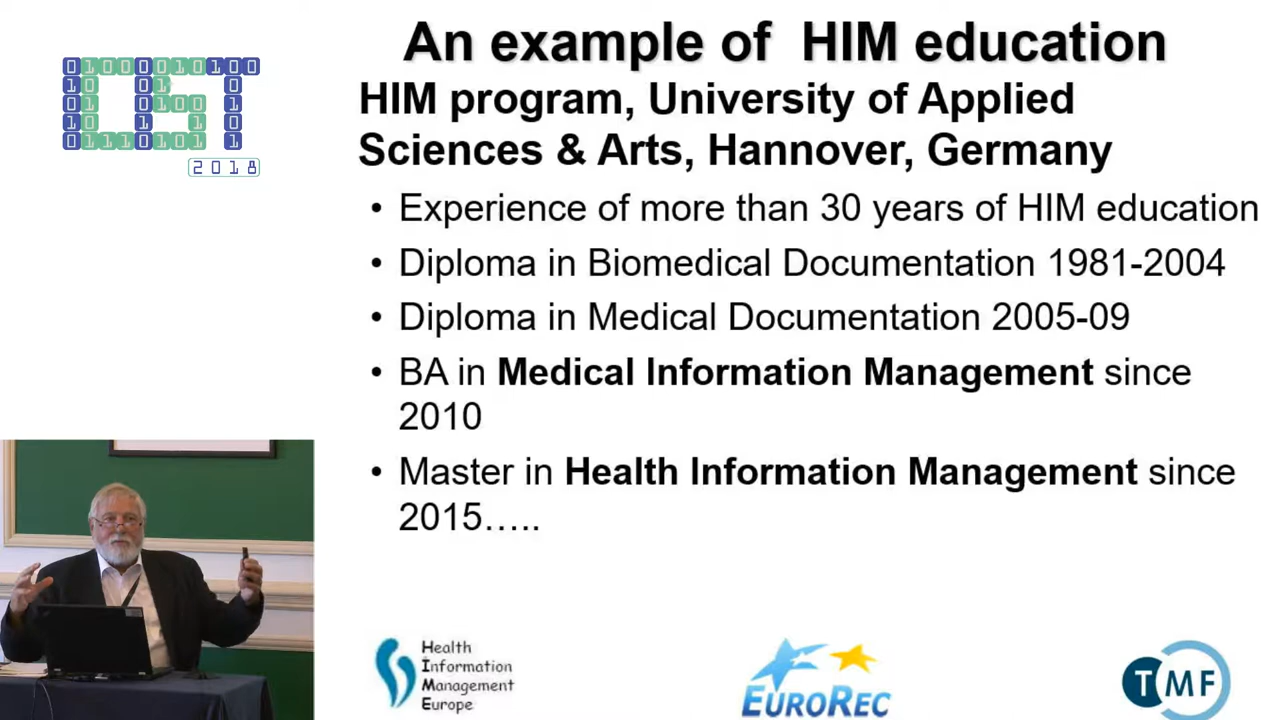 An example of HIM education
HIM program, University of Applied
Sciences & Arts, Hannover, Germany
• Experience of more than 30 years of HIM education
• Diploma in Biomedical Documentation 1981-2004
• Diploma in Medical Documentation 2005-09
• BA in Medical Information Management since
2010
• Master in Health Information Management since
2015…..
2018
Health
Information
Management
Europe
EUROREC
TMF